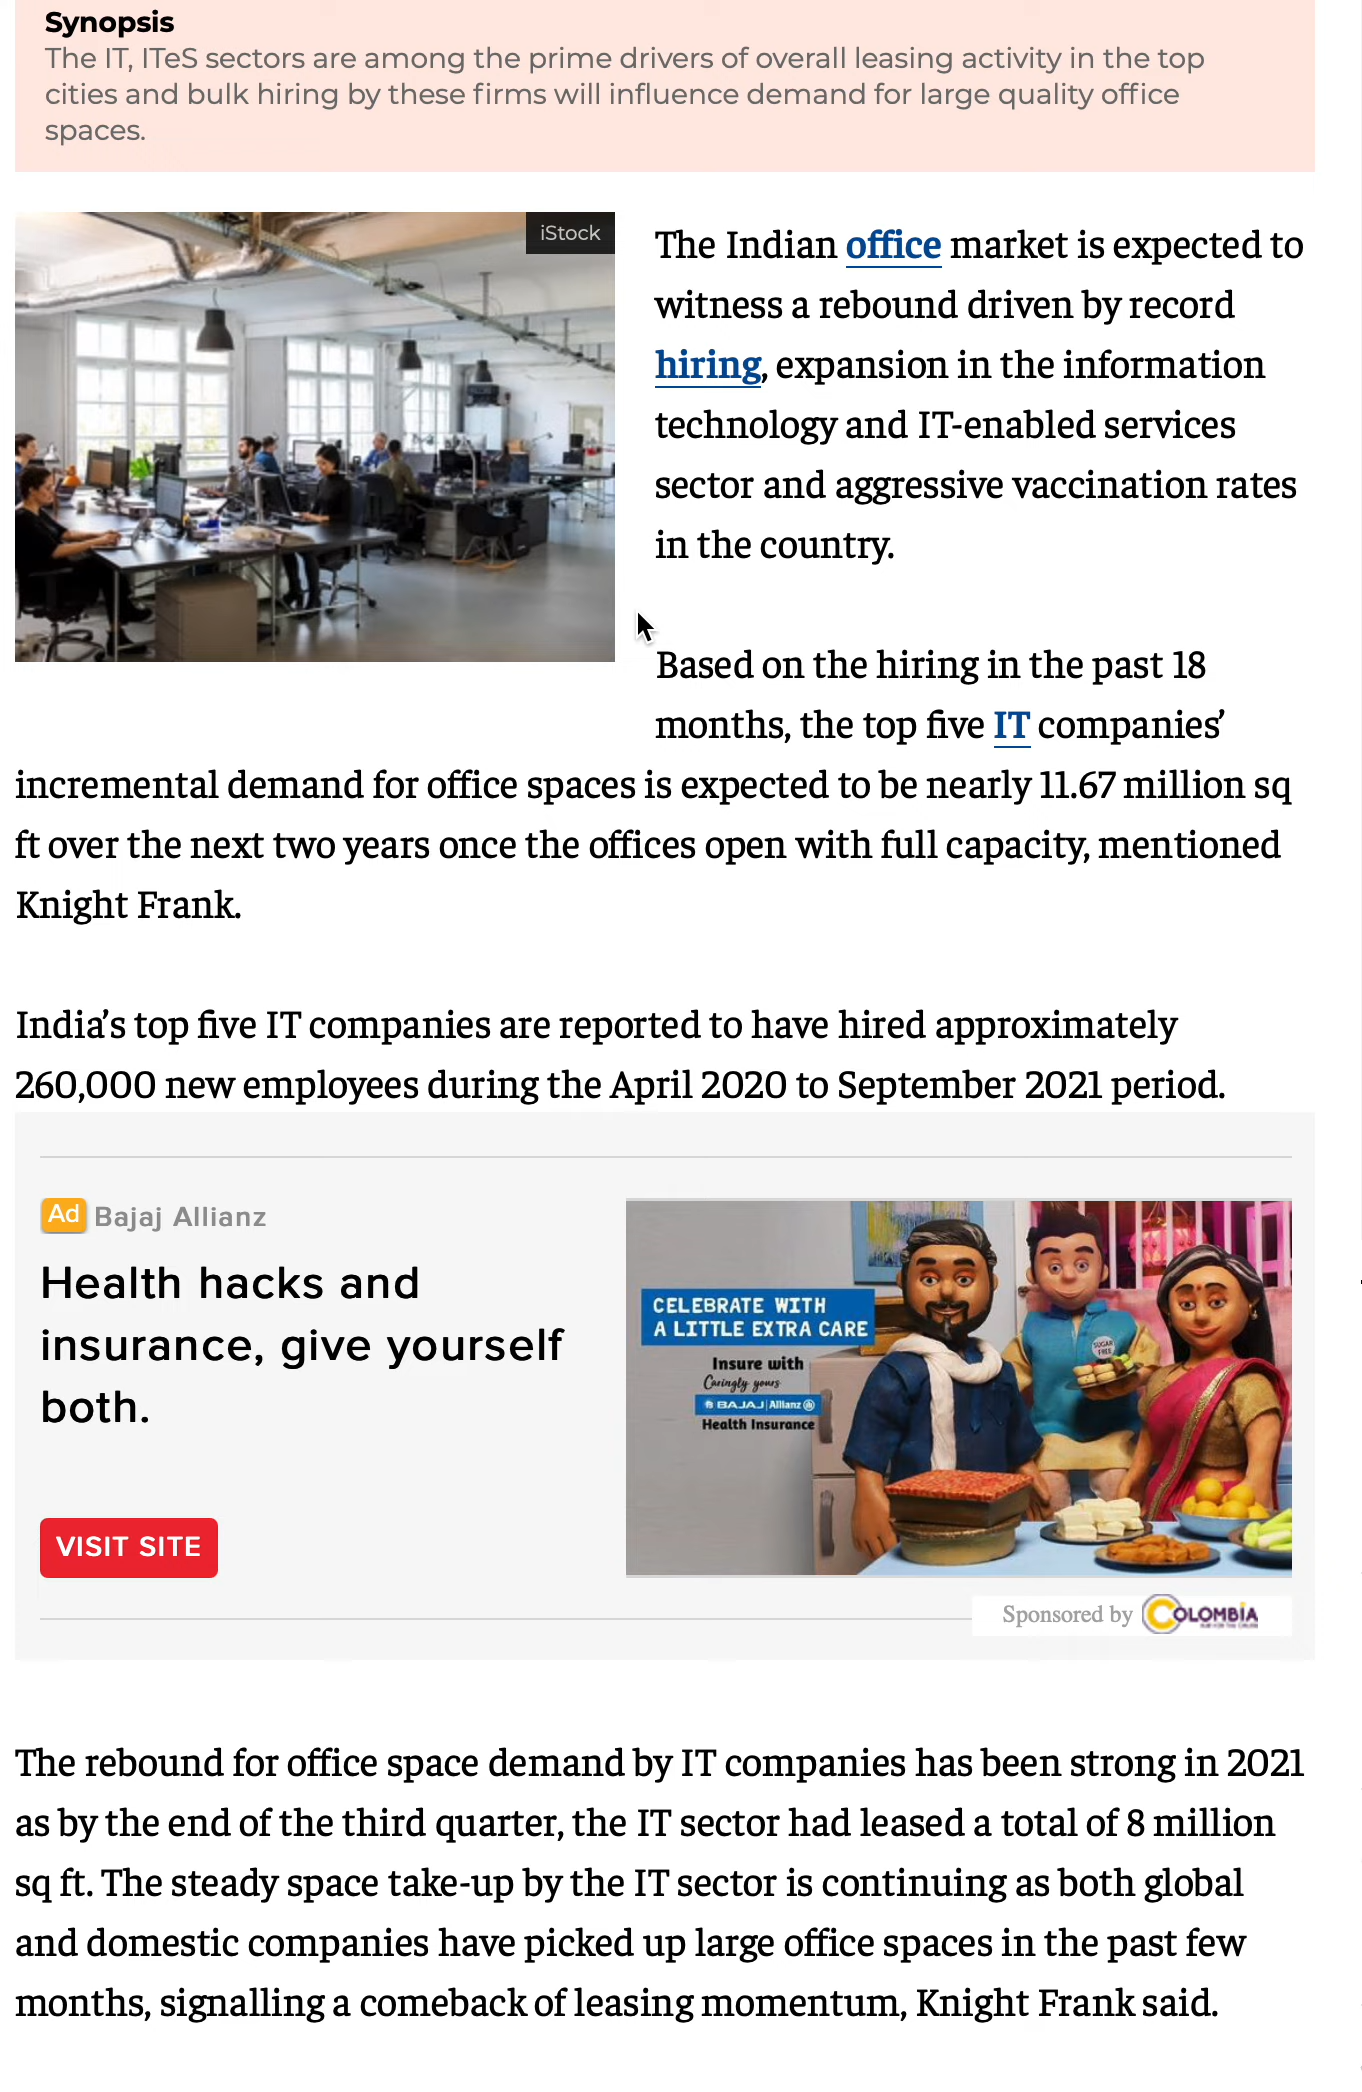 Synopsis
The IT, ITeS sectors are among the prime drivers of overall leasing activity in the top
cities and bulk hiring by these firms will influence demand for large quality office
spaces.
iStock
The Indian office market is expected to
witness a rebound driven by record
hiring, expansion in the information
technology and IT-enabled services
sector and aggressive vaccination rates
in the country.
Based on the hiring in the past 18
months, the top five IT companies’
incremental demand for office spaces is expected to be nearly 11.67 million sq
ft over the next two years once the offices open with full capacity, mentioned
Knight Frank.
India’s top five IT companies are reported to have hired approximately
260,000 new employees during the April 2020 to September 2021 period.
Ad Bajaj Allianz
Health hacks and
insurance, give yourself
both.
VISIT SITE
CELEBRATE WITH
A LITTLE EXTRA CARE
Insure with
Caringly yours
BAJAJ | Allianz
Health Insurance
SUGAR
FREE
Sponsored by COLOMBIA
The rebound for office space demand by IT companies has been strong in 2021
as by the end of the third quarter, the IT sector had leased a total of 8 million
sq ft. The steady space take-up by the IT sector is continuing as both global
and domestic companies have picked up large office spaces in the past few
months, signalling a comeback of leasing momentum, Knight Frank said.